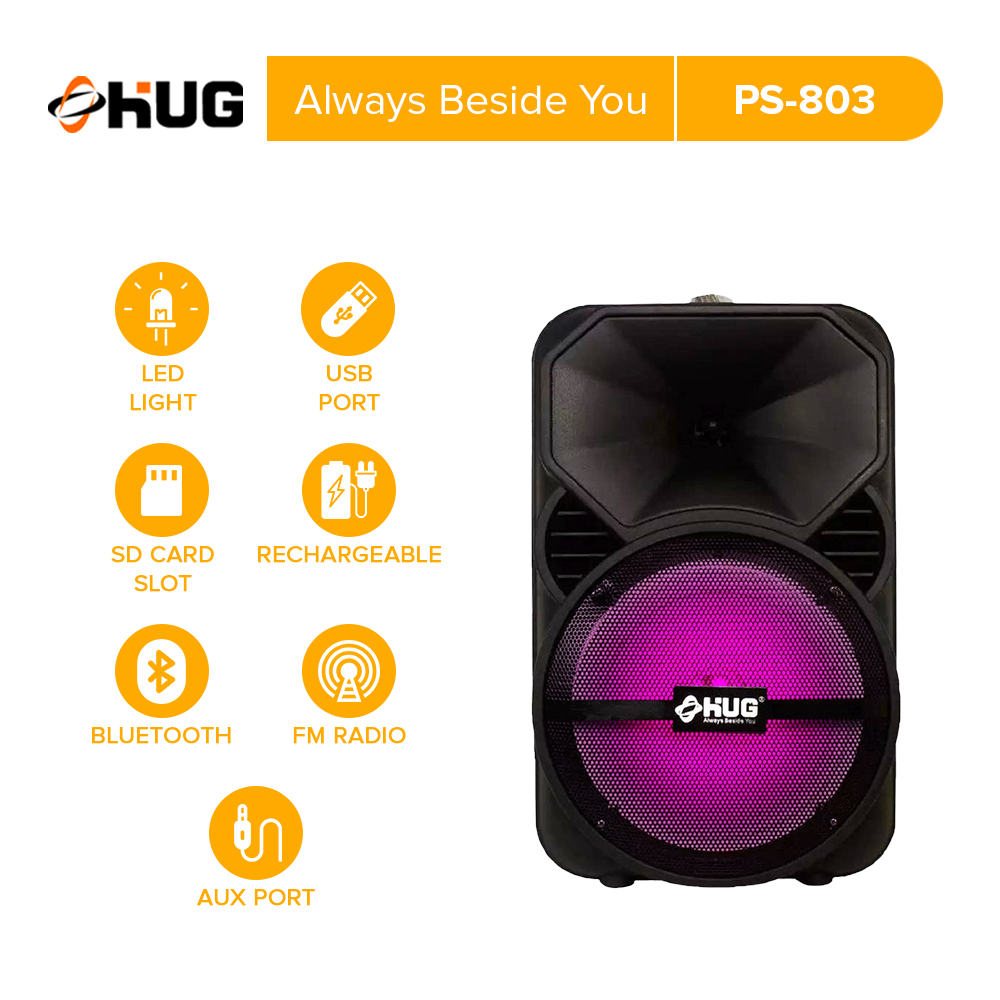 HUG
Always Beside You
PS-803
LED
LIGHT
USB
PORT
SD CARD
SLOT
RECHARGEABLE
BLUETOOTH
FM RADIO
AUX PORT
HUG®
Always Beside You